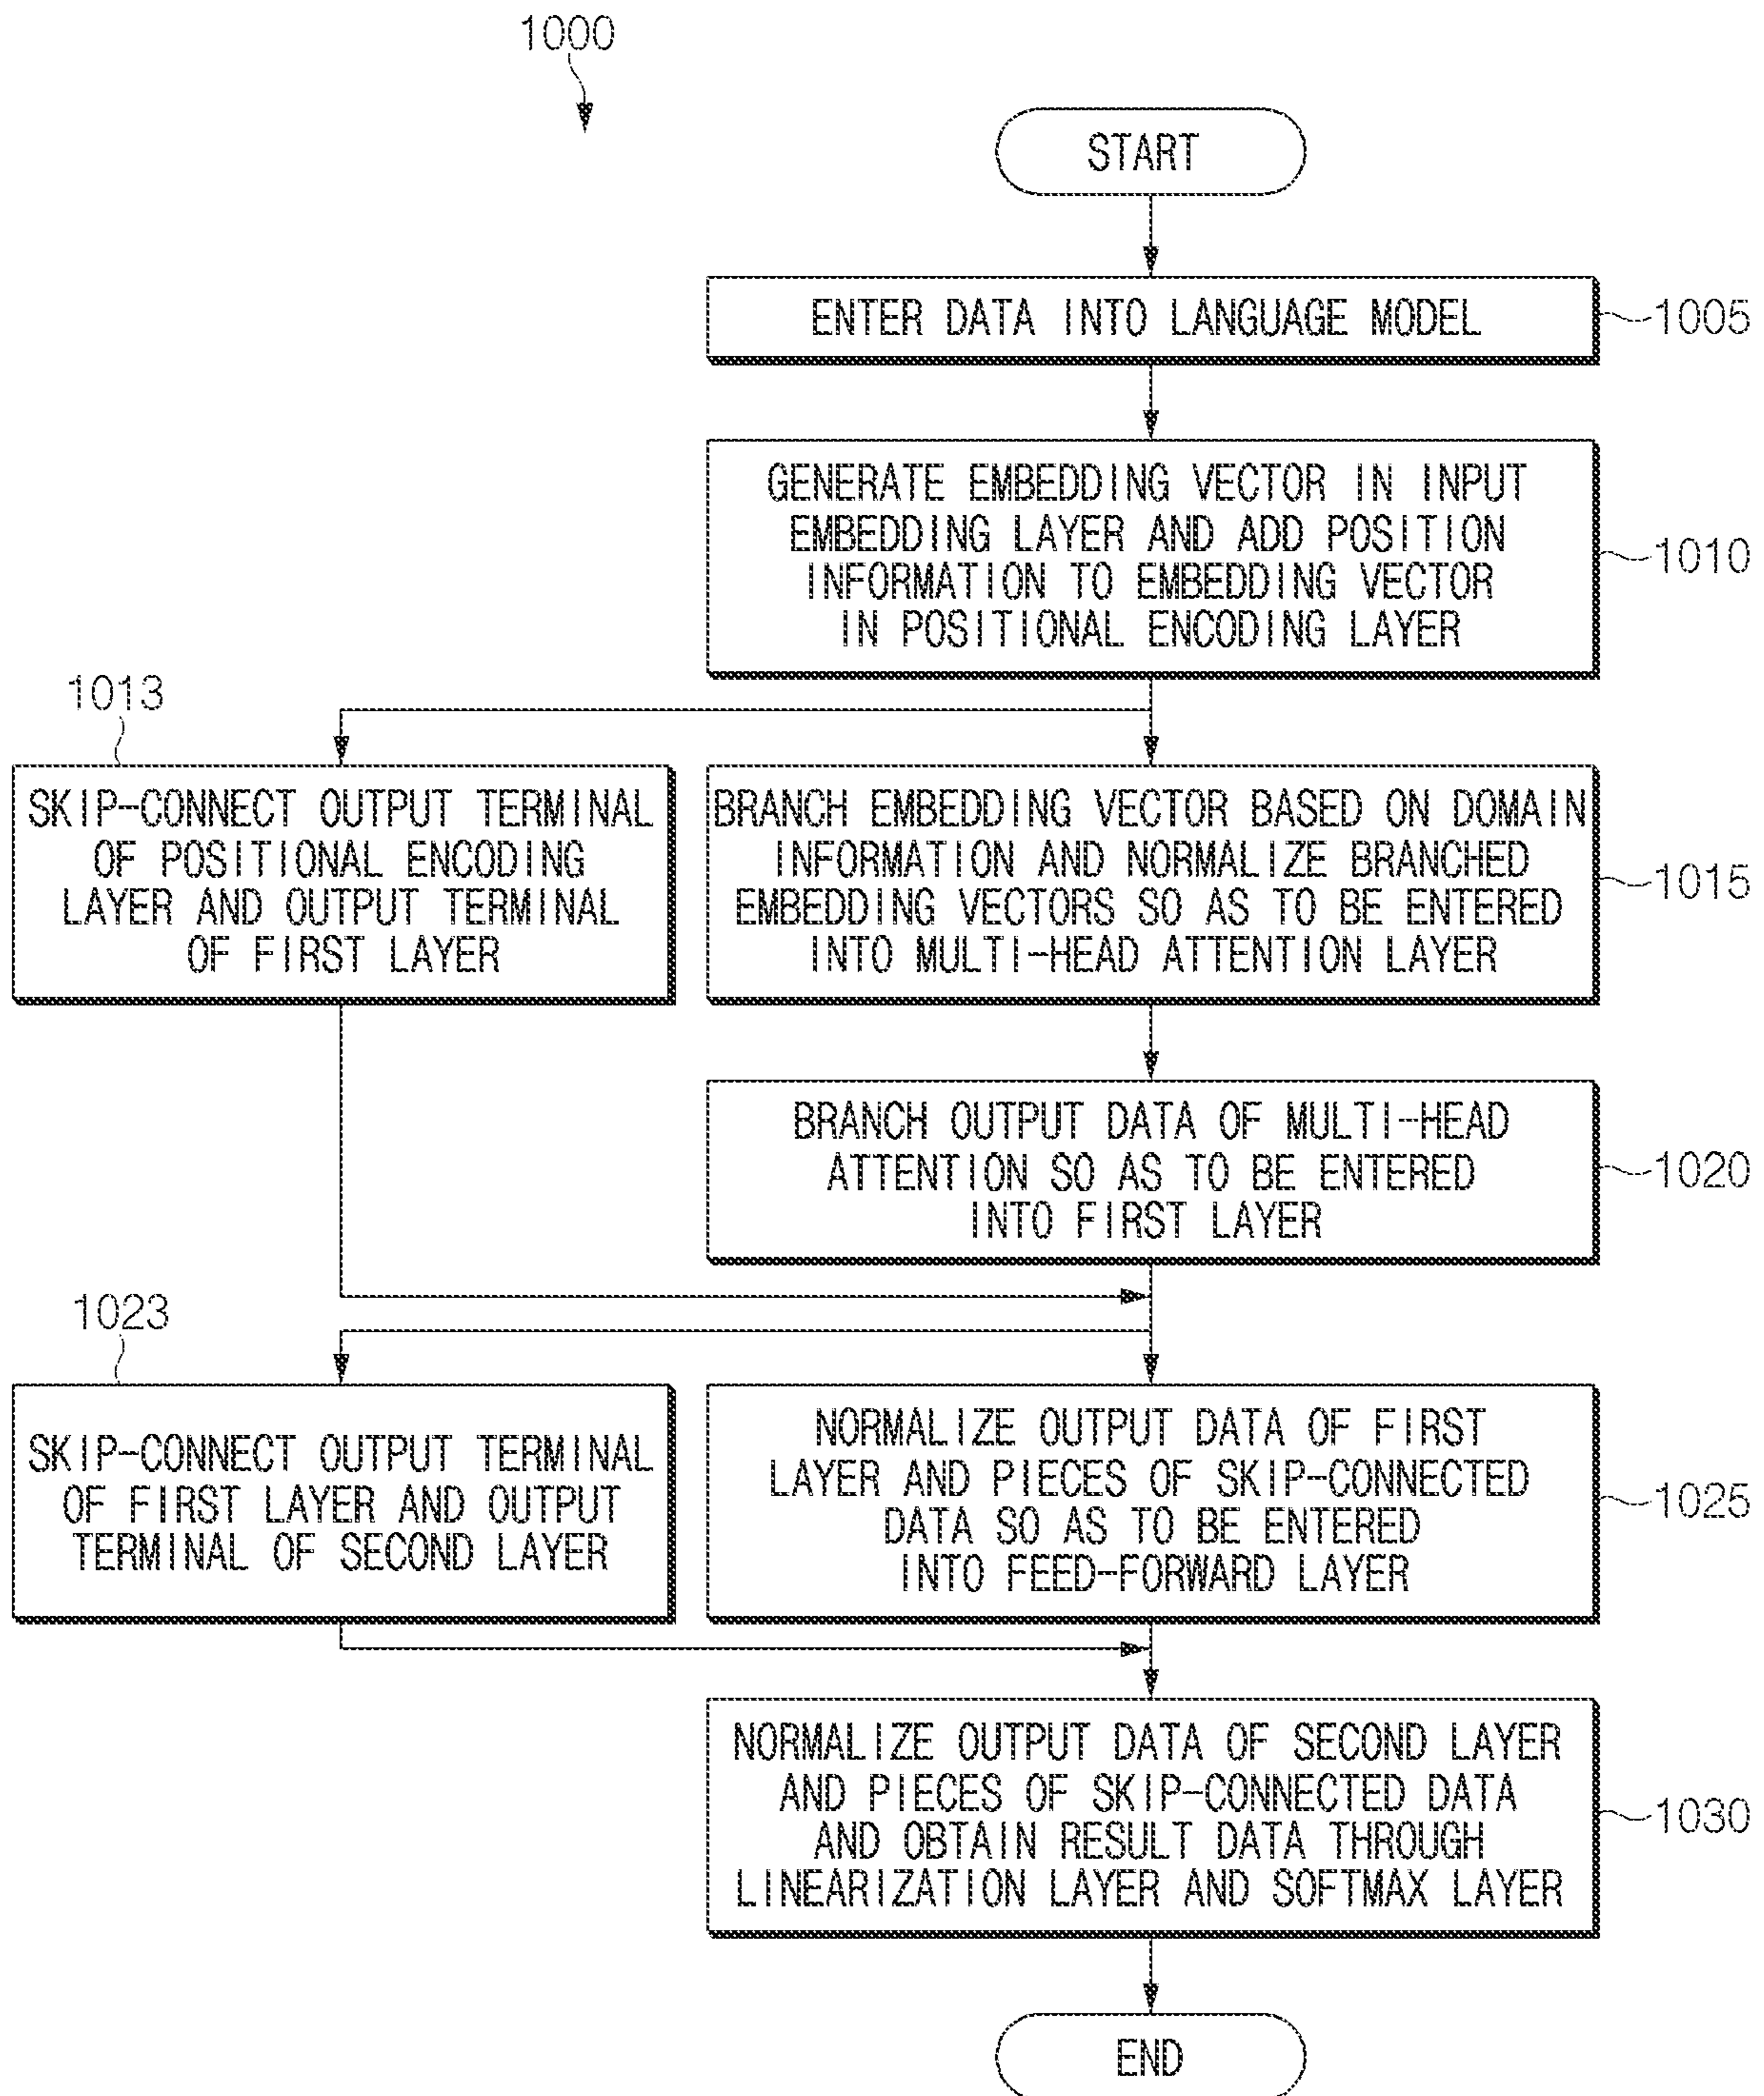 1000
START
ENTER DATA INTO LANGUAGE MODEL
1005
GENERATE EMBEDDING VECTOR IN INPUT
EMBEDDING LAYER AND ADD POSITION
INFORMATION TO EMBEDDING VECTOR
IN POSITIONAL ENCODING LAYER
1010
1013
SKIP-CONNECT OUTPUT TERMINAL
OF POSITIONAL ENCODING
LAYER AND OUTPUT TERMINAL
OF FIRST LAYER
BRANCH EMBEDDING VECTOR BASED ON DOMAIN
INFORMATION AND NORMALIZE BRANCHED
EMBEDDING VECTORS SO AS TO BE ENTERED
INTO MULTI-HEAD ATTENTION LAYER
1015
BRANCH OUTPUT DATA OF MULTI-HEAD
ATTENTION SO AS TO BE ENTERED
INTO FIRST LAYER
1020
1023
SKIP-CONNECT OUTPUT TERMINAL
OF FIRST LAYER AND OUTPUT
TERMINAL OF SECOND LAYER
NORMALIZE OUTPUT DATA OF FIRST
LAYER AND PIECES OF SKIP-CONNECTED
DATA SO AS TO BE ENTERED
INTO FEED-FORWARD LAYER
1025
NORMALIZE OUTPUT DATA OF SECOND LAYER
AND PIECES OF SKIP-CONNECTED DATA
AND OBTAIN RESULT DATA THROUGH
LINEARIZATION LAYER AND SOFTMAX LAYER
1030
END